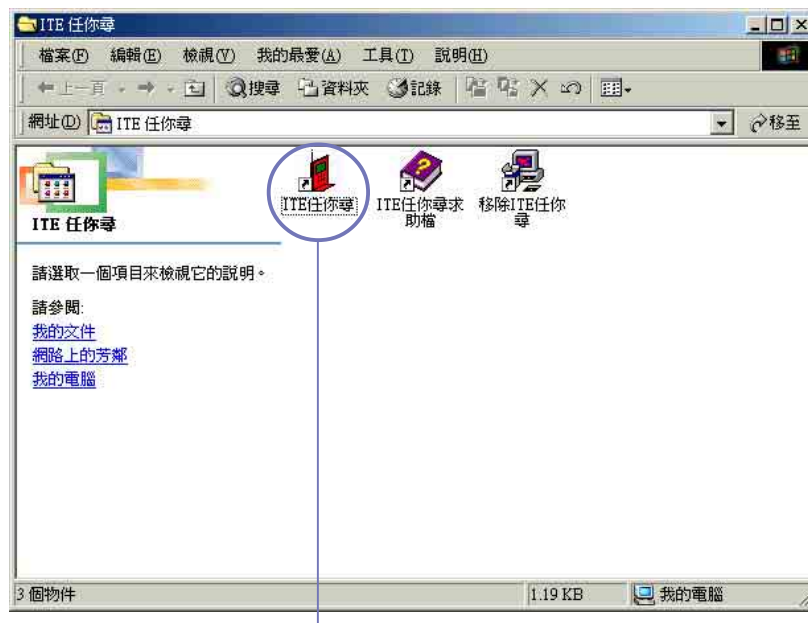 ITE 任你尋
檔案(F) 編輯(E) 檢視(V) 我的最愛(A) 工具(T) 説明(H)
上一頁 搜尋 資料夾 記錄
網址(D) ITE 任你尋 移至
ITE 任你尋
請選取一個項目來檢視它的説明。
請參閱:
我的文件
網路上的芳鄰
我的電腦
ITE任你尋
ITE任你尋求
助檔
移除ITE任你
尋
3 個物件 1.19 KB 我的電腦